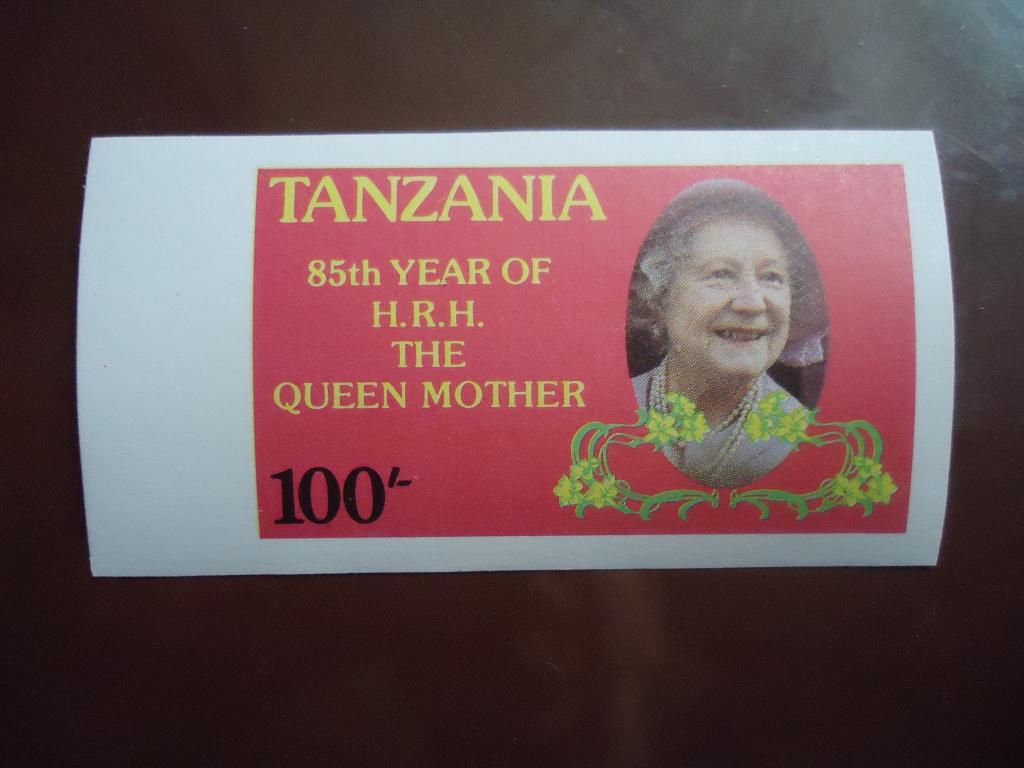 TANZANIA
85th YEAR OF
H.R.H.
THE
QUEEN MOTHER
100/-